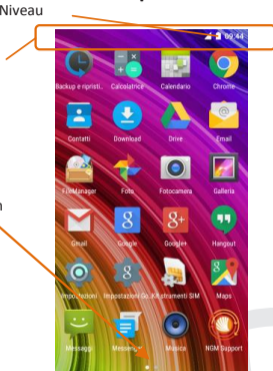 Niveau
09:44
Backup e ripristi.. Calcolatrice Calendario Chrome
Contatti Download Drive Email
FileManager Foto Fotocamera Galleria
Gmail Google Google+ Hangout
Impostazioni Impostazioni Go.. Kit strumenti SIM Maps
Messaggi Messenger Musica NGM Support